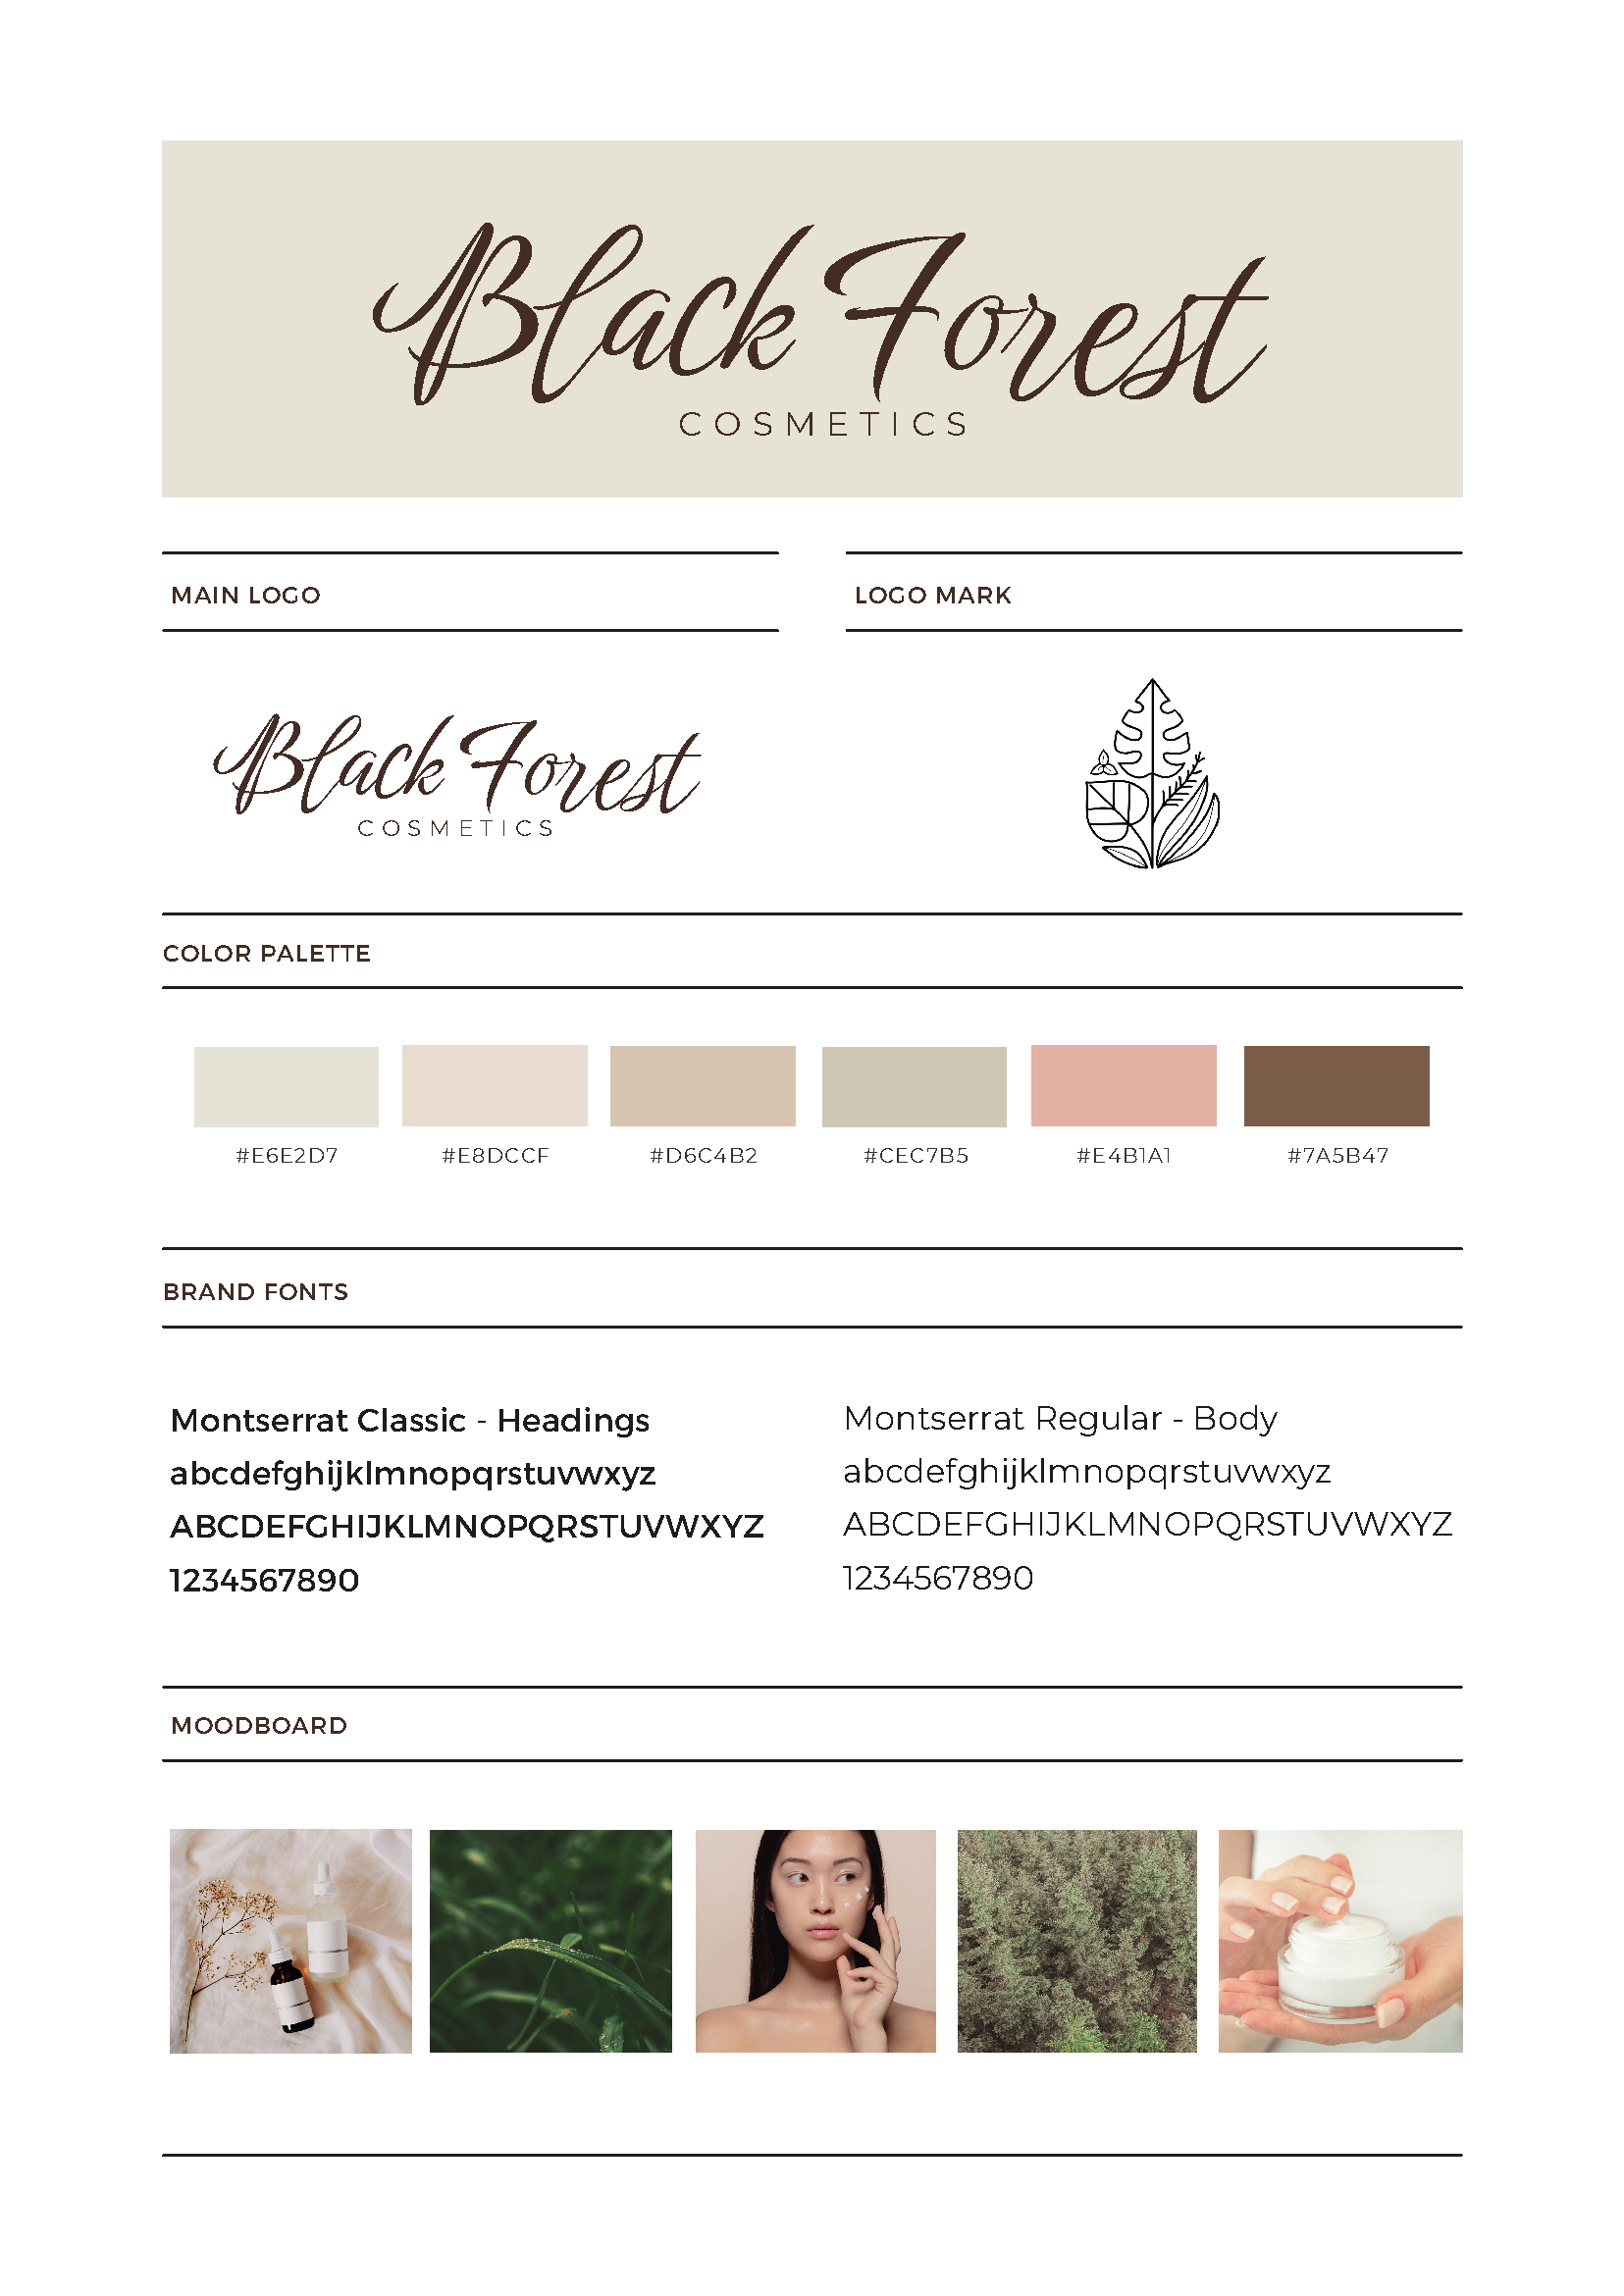 Black Forest
COSMETICS
MAIN LOGO
LOGO MARK
Black Forest
COSMETICS
COLOR PALETTE
#E6E2D7
#E8DCCF
#D6C4B2
#CEC7B5
#E4B1A1
#7A5B47
BRAND FONTS
Montserrat Classic - Headings
abcdefghijklmnopqrstuvwxyz
ABCDEFGHIJKLMNOPQRSTUVWXYZ
1234567890
Montserrat Regular - Body
abcdefghijklmnopqrstuvwxyz
ABCDEFGHIJKLMNOPQRSTUVWXYZ
1234567890
MOODBOARD